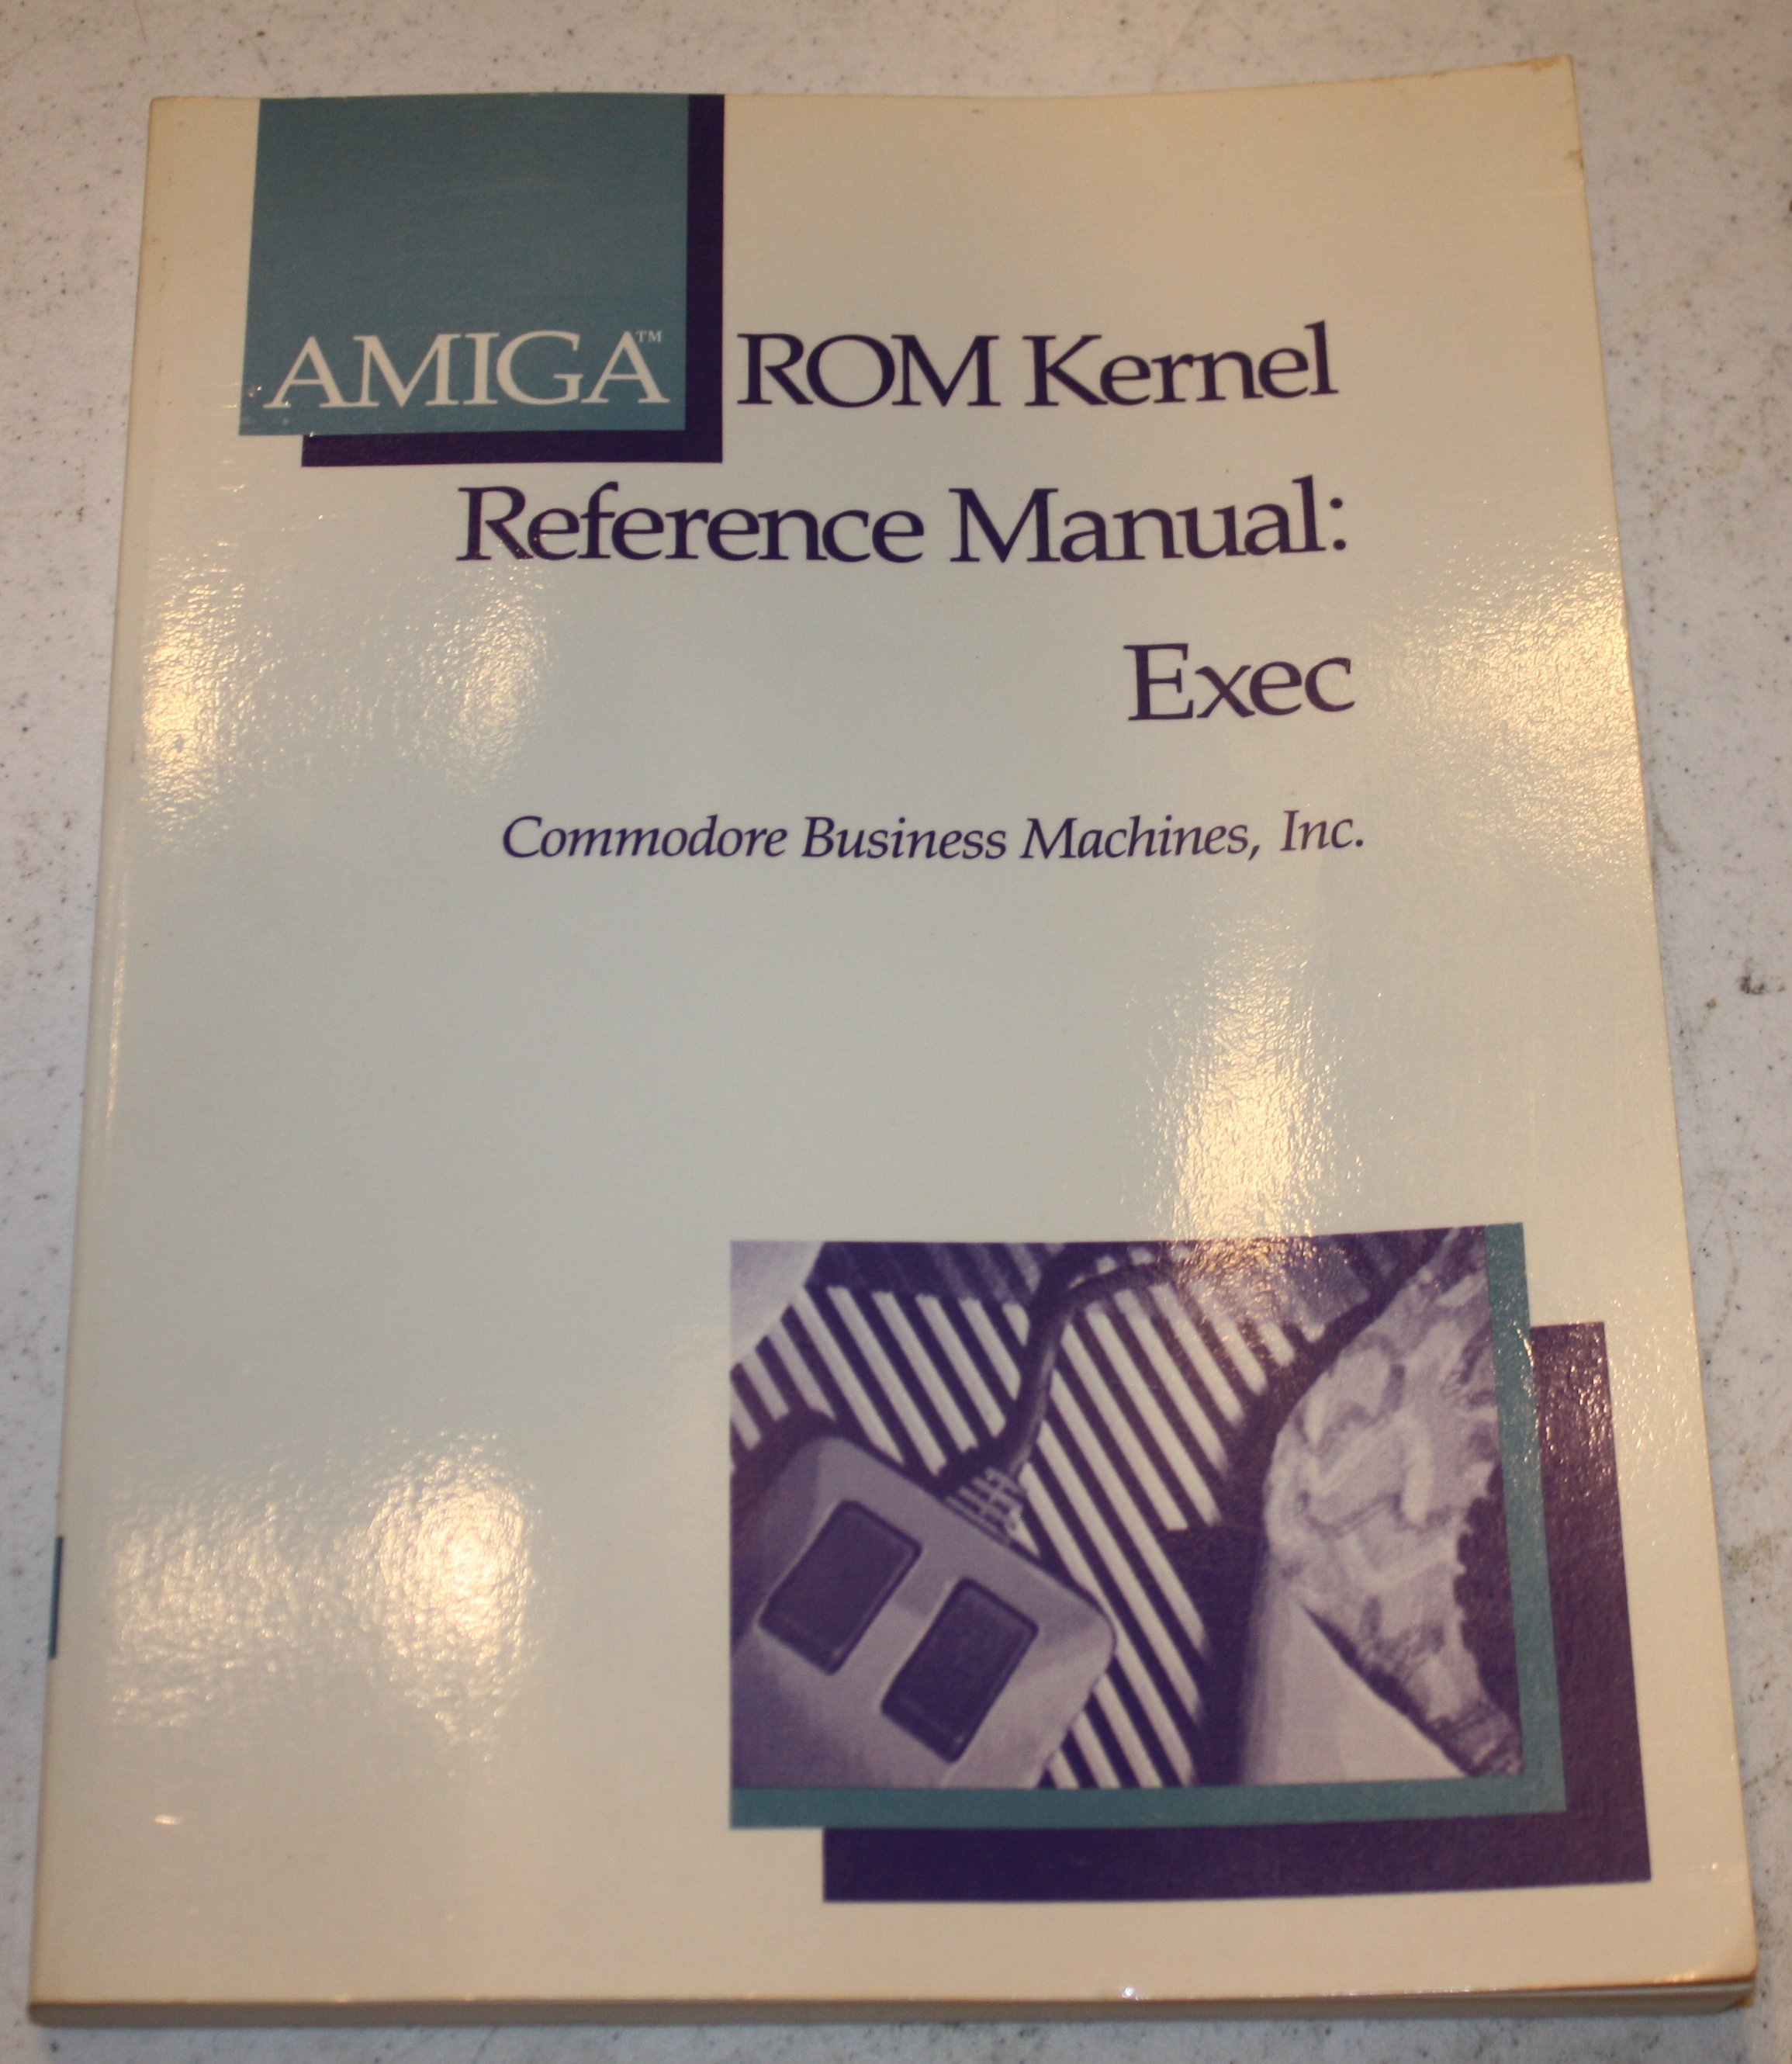 AMIGA™ ROM Kernel
Reference Manual:
Exec
Commodore Business Machines, Inc.